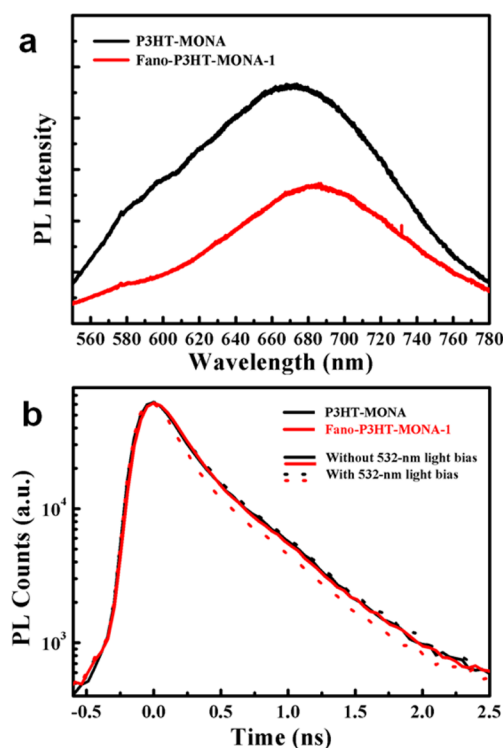 a
P3HT-MONA
Fano-P3HT-MONA-1
PL Intensity
560 580 600 620 640 660 680 700 720 740 760 780
Wavelength (nm)
b
P3HT-MONA
Fano-P3HT-MONA-1
Without 532-nm light bias
With 532-nm light bias
PL Counts (a.u.)
10^4
10^3
-0.5 0.0 0.5 1.0 1.5 2.0 2.5
Time (ns)